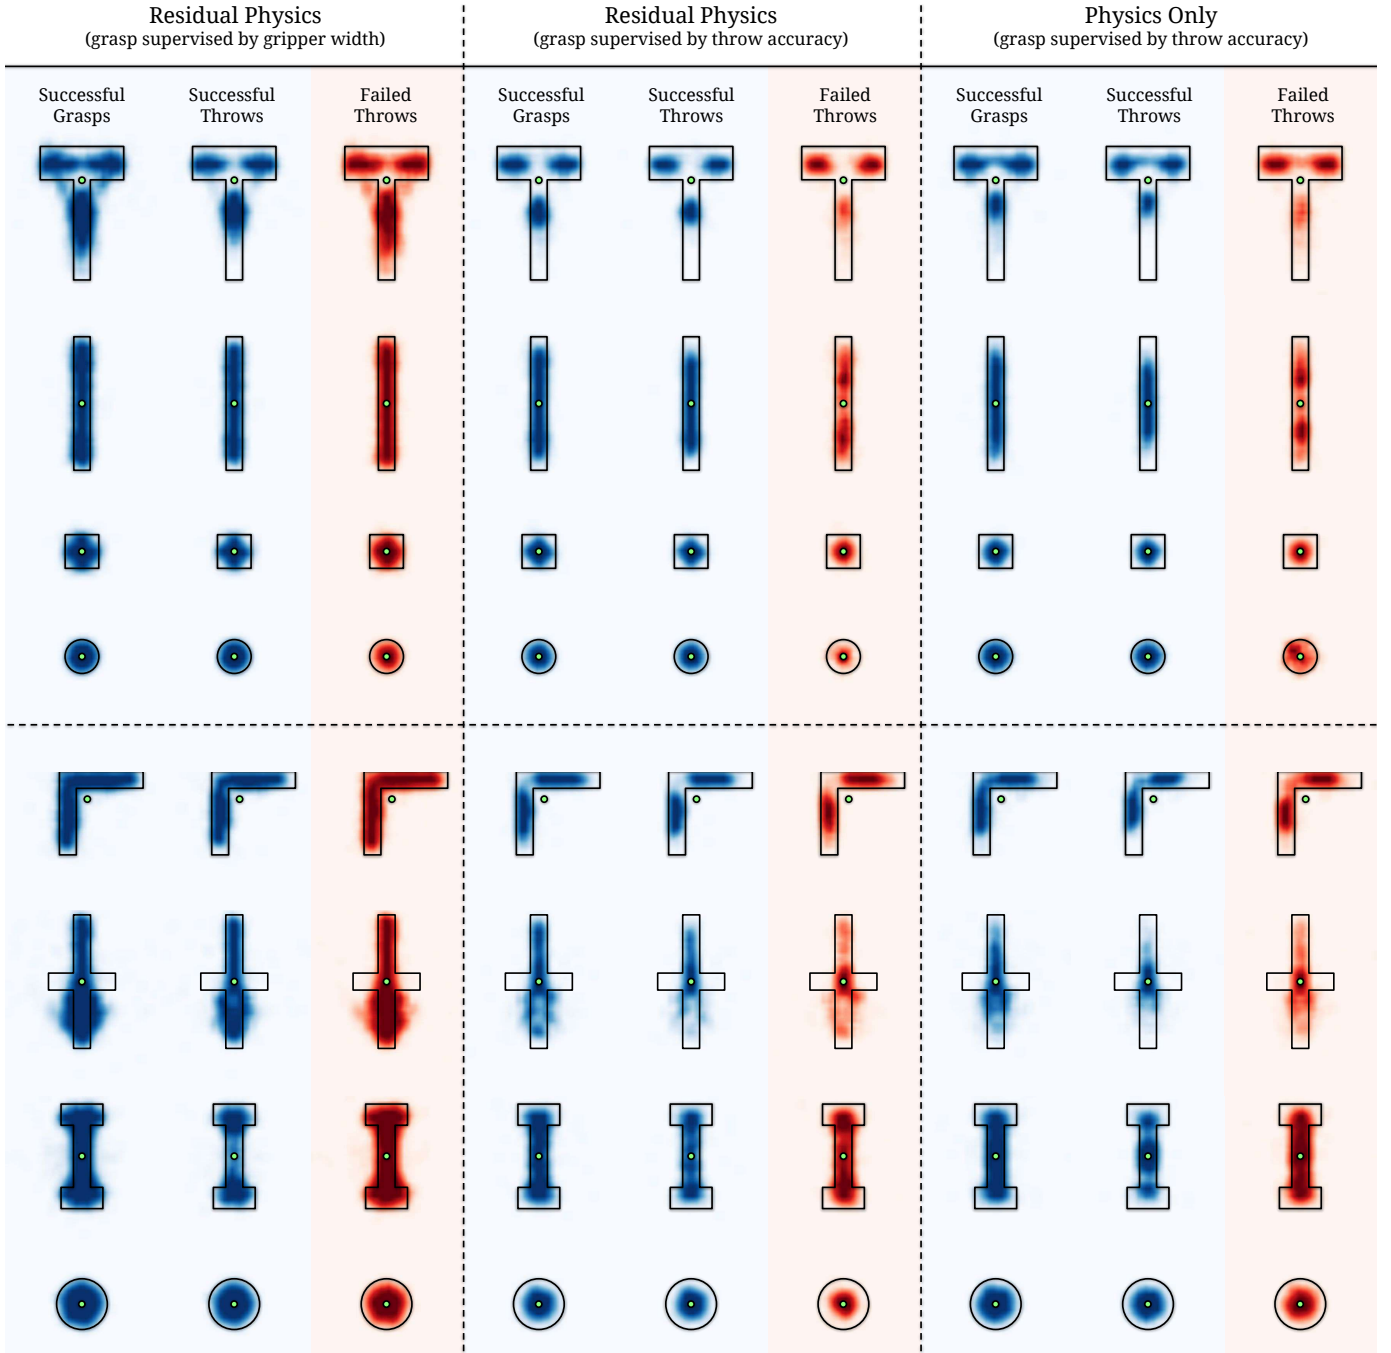 Residual Physics
(grasp supervised by gripper width)
Residual Physics
(grasp supervised by throw accuracy)
Physics Only
(grasp supervised by throw accuracy)
Successful
Grasps
Successful
Throws
Failed
Throws
Successful
Grasps
Successful
Throws
Failed
Throws
Successful
Grasps
Successful
Throws
Failed
Throws